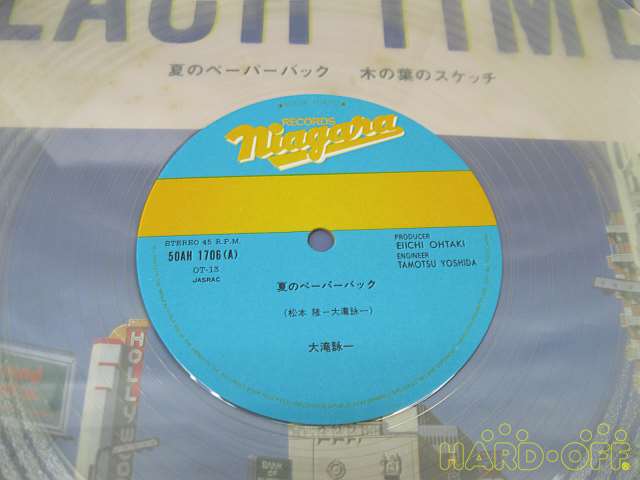 EACH TIME
夏のペーパーバック 木の葉のスケッチ
RECORDS
Niagara
STEREO 45 R.P.M.
50AH 1706(A)
OT-13
JASRAC
PRODUCER
EIICHI OHTAKI
ENGINEER
TAMOTSU YOSHIDA
夏のペーパーバック
(松本 隆ー大瀧詠一)
大滝詠一
HOLLY
BANK OF
HARD・OFF